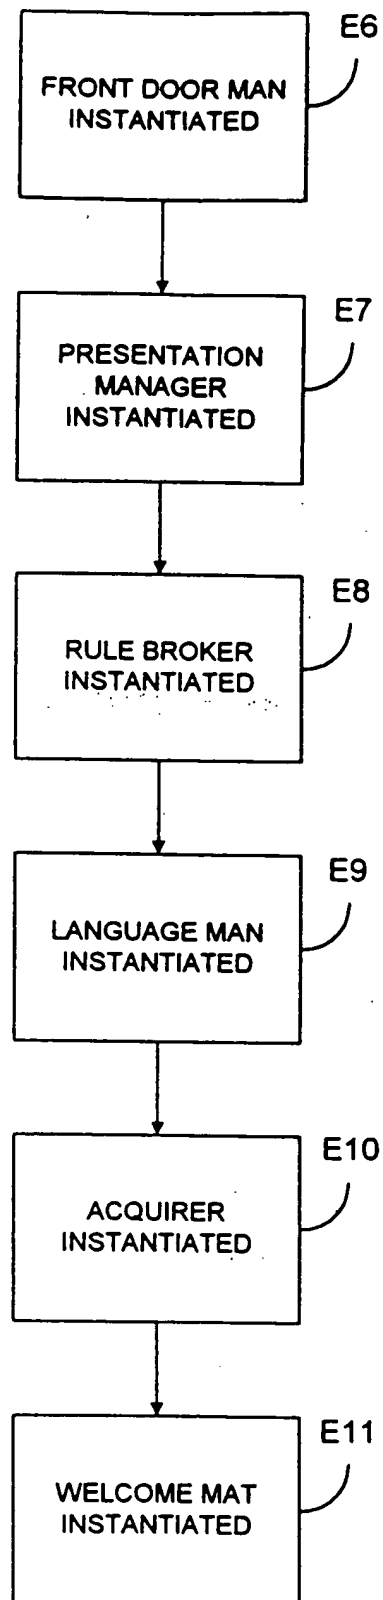 E6
FRONT DOOR MAN
INSTANTIATED
E7
PRESENTATION
MANAGER
INSTANTIATED
E8
RULE BROKER
INSTANTIATED
E9
LANGUAGE MAN
INSTANTIATED
E10
ACQUIRER
INSTANTIATED
E11
WELCOME MAT
INSTANTIATED